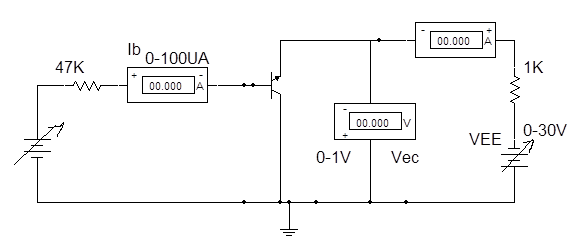 47K
Ib 0-100UA
+ -
00.000 A
- +
00.000 A
1K
-
00.000 V
+
0-1V Vec
VEE 0-30V